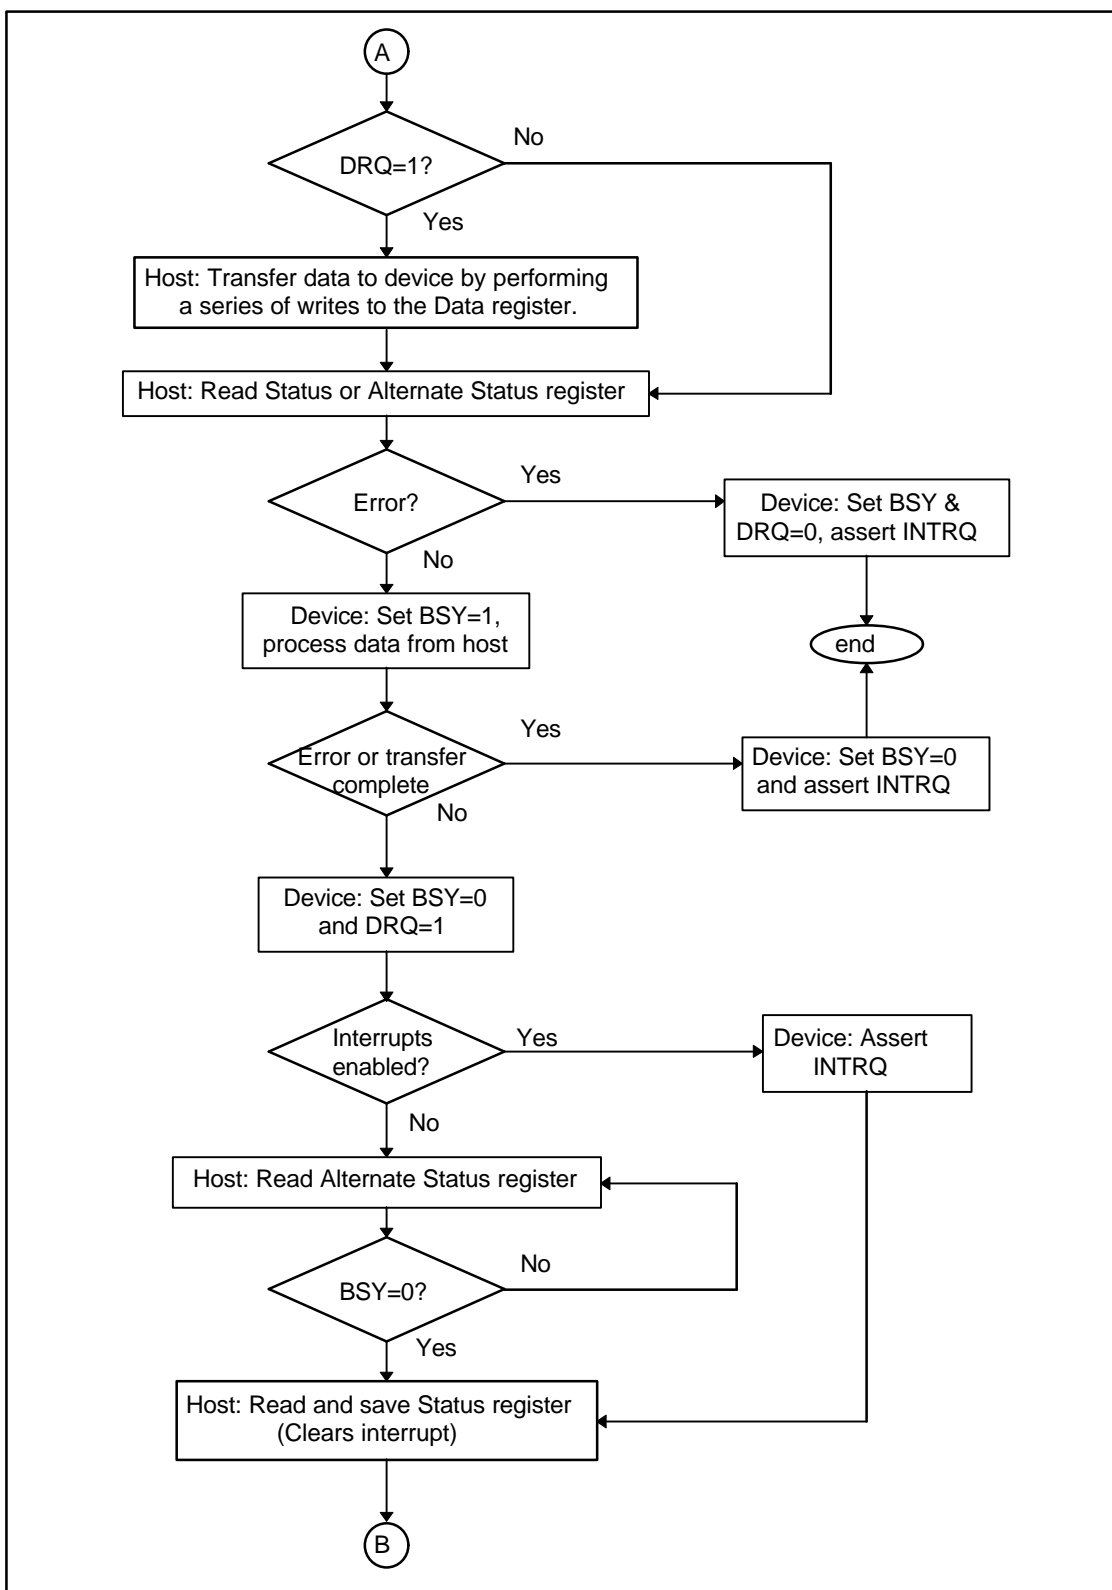 A
DRQ=1?
No
Yes
Host: Transfer data to device by performing
a series of writes to the Data register.
Host: Read Status or Alternate Status register
Error?
Yes
No
Device: Set BSY &
DRQ=0, assert INTRQ
Device: Set BSY=1,
process data from host
end
Error or transfer
complete
Yes
No
Device: Set BSY=0
and assert INTRQ
Device: Set BSY=0
and DRQ=1
Interrupts
enabled?
Yes
No
Device: Assert
INTRQ
Host: Read Alternate Status register
BSY=0?
No
Yes
Host: Read and save Status register
(Clears interrupt)
B